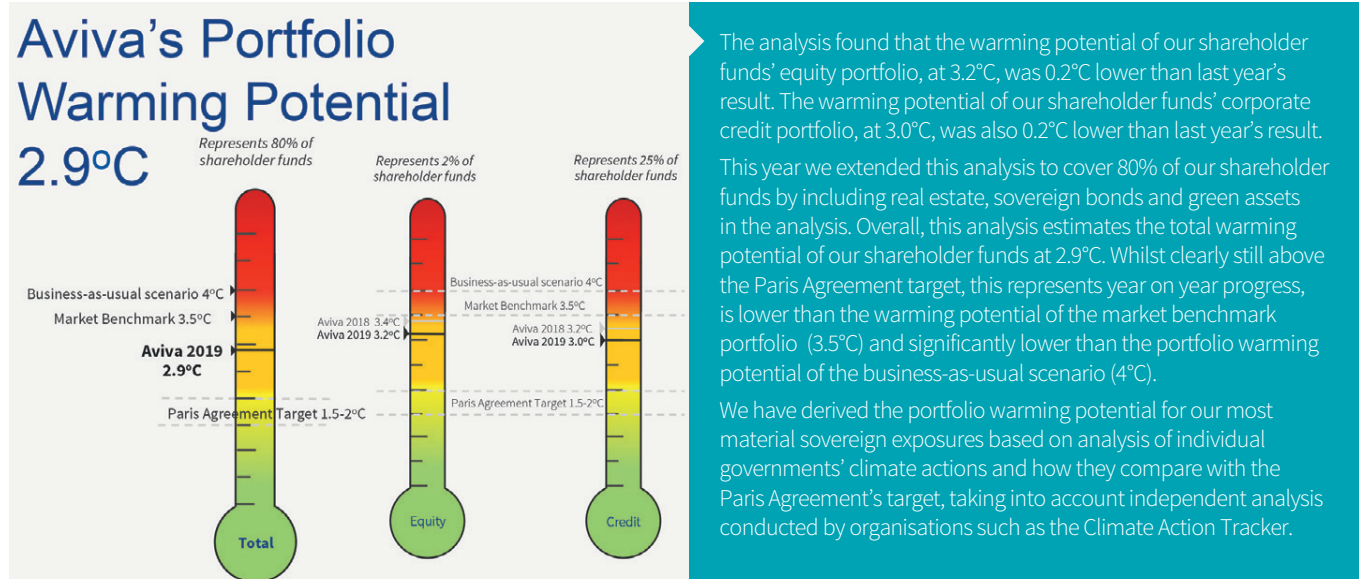 Aviva's Portfolio
Warming Potential
2.9ºC
Represents 80% of
shareholder funds
Business-as-usual scenario 4ºC
Market Benchmark 3.5ºC
Aviva 2019
2.9ºC
Paris Agreement Target 1.5-2ºC
Total
Represents 2% of
shareholder funds
Represents 25% of
shareholder funds
Business-as-usual scenario 4ºC
Market Benchmark 3.5ºC
Aviva 2018 3.4ºC
Aviva 2019 3.2ºC
Aviva 2018 3.2ºC
Aviva 2019 3.0ºC
Paris Agreement Target 1.5-2ºC
Equity
Credit
The analysis found that the warming potential of our shareholder
funds' equity portfolio, at 3.2°C, was 0.2°C lower than last year's
result. The warming potential of our shareholder funds' corporate
credit portfolio, at 3.0°C, was also 0.2°C lower than last year's result.
This year we extended this analysis to cover 80% of our shareholder
funds by including real estate, sovereign bonds and green assets
in the analysis. Overall, this analysis estimates the total warming
potential of our shareholder funds at 2.9°C. Whilst clearly still above
the Paris Agreement target, this represents year on year progress,
is lower than the warming potential of the market benchmark
portfolio (3.5°C) and significantly lower than the portfolio warming
potential of the business-as-usual scenario (4°C).
We have derived the portfolio warming potential for our most
material sovereign exposures based on analysis of individual
governments' climate actions and how they compare with the
Paris Agreement's target, taking into account independent analysis
conducted by organisations such as the Climate Action Tracker.